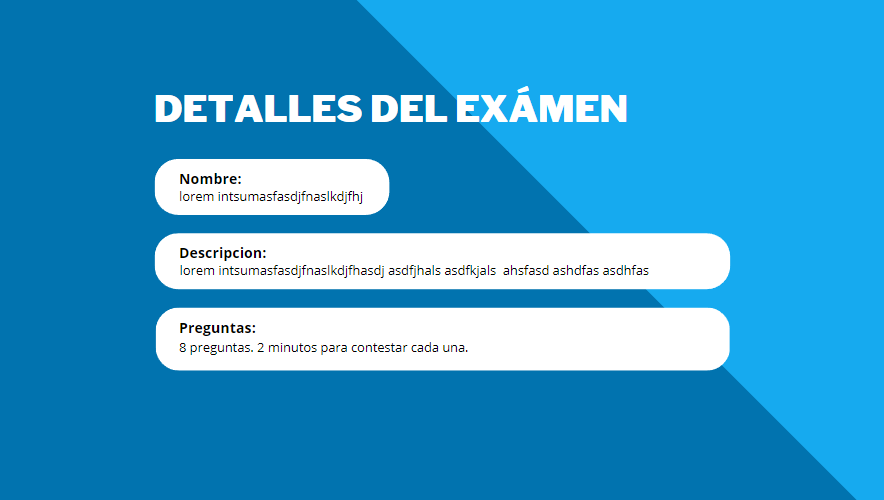 DETALLES DEL EXÁMEN
Nombre:
lorem intsumasfasdjfnaslkdjfhj
Descripcion:
lorem intsumasfasdjfnaslkdjfhasdj asdfjhals asdfkjals  ahsfasd ashdfas asdhfas
Preguntas:
8 preguntas. 2 minutos para contestar cada una.